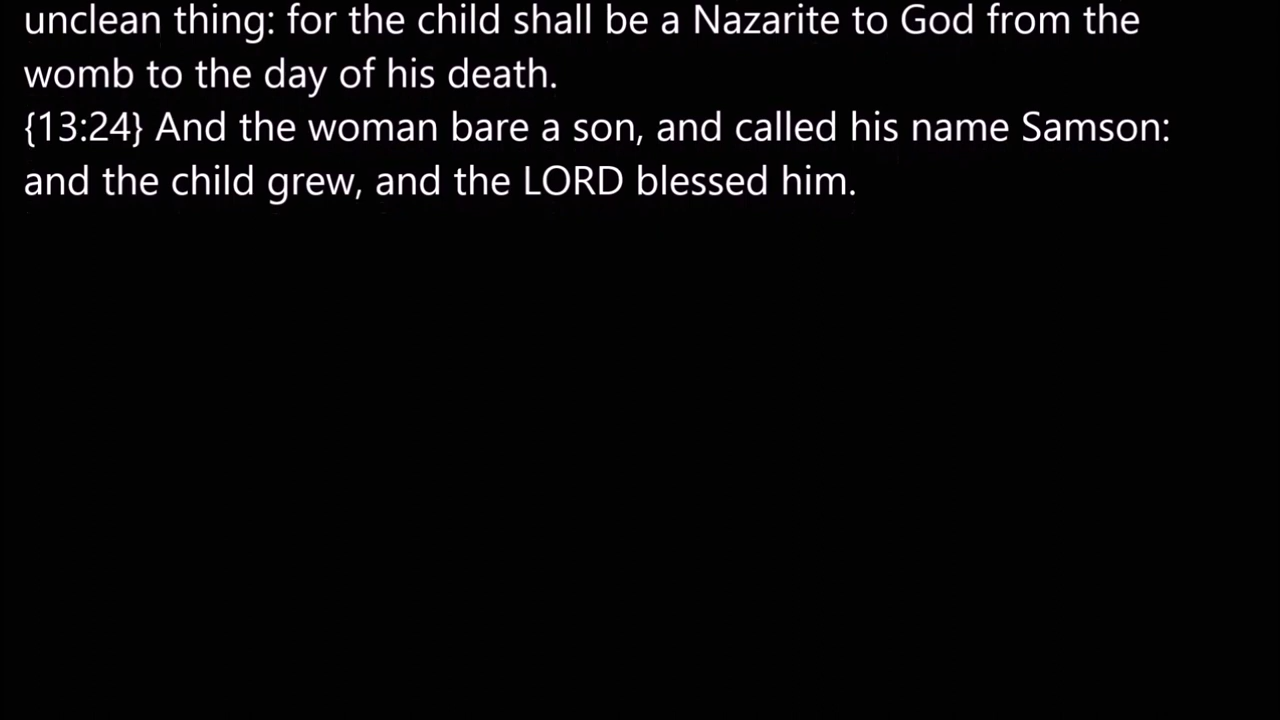 unclean thing: for the child shall be a Nazarite to God from the
womb to the day of his death.
{13:24} And the woman bare a son, and called his name Samson:
and the child grew, and the LORD blessed him.